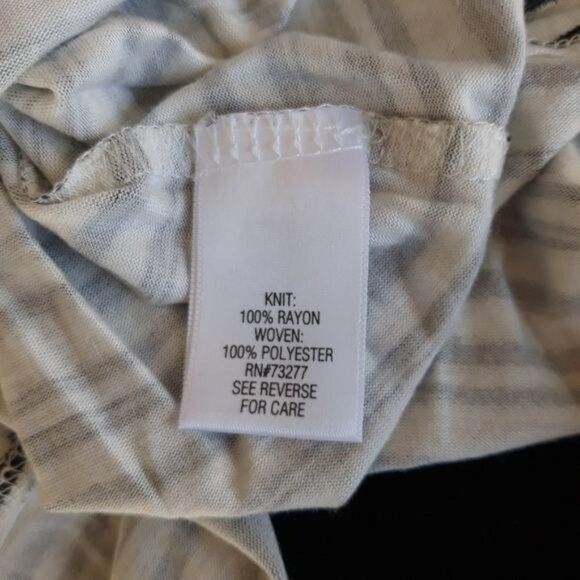 KNIT:
100% RAYON
WOVEN:
100% POLYESTER
RN#73277
SEE REVERSE
FOR CARE